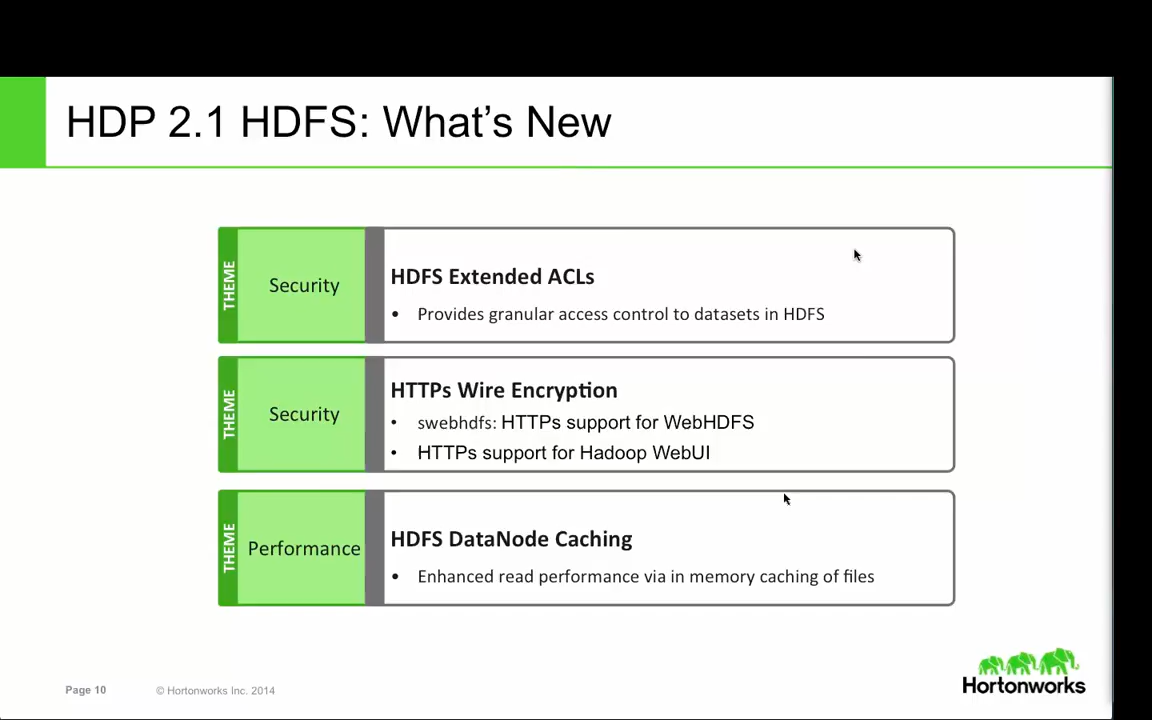 HDP 2.1 HDFS: What's New
THEME
Security
HDFS Extended ACLs
• Provides granular access control to datasets in HDFS
THEME
Security
HTTPs Wire Encryption
• swebhdfs: HTTPs support for WebHDFS
• HTTPs support for Hadoop WebUI
THEME
Performance
HDFS DataNode Caching
• Enhanced read performance via in memory caching of files
Page 10
© Hortonworks Inc. 2014
Hortonworks